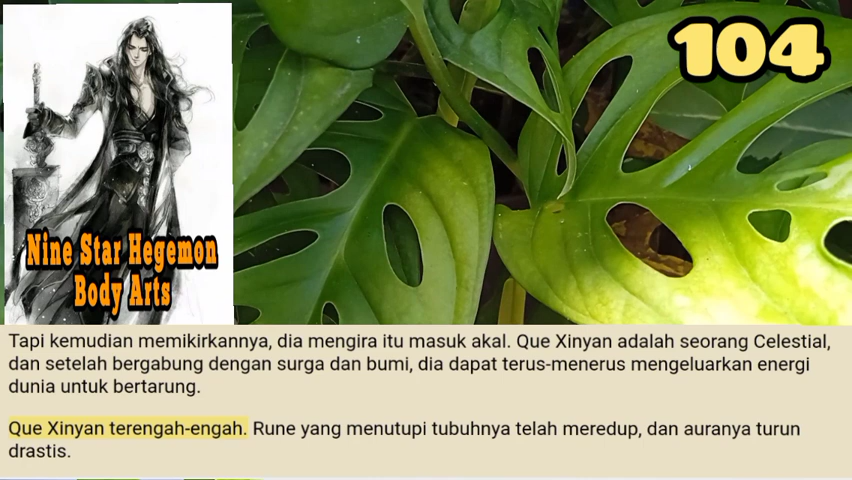 104
Nine Star Hegemon
Body Arts
Tapi kemudian memikirkannya, dia mengira itu masuk akal. Que Xinyan adalah seorang Celestial,
dan setelah bergabung dengan surga dan bumi, dia dapat terus-menerus mengeluarkan energi
dunia untuk bertarung.
Que Xinyan terengah-engah. Rune yang menutupi tubuhnya telah meredup, dan auranya turun
drastis.